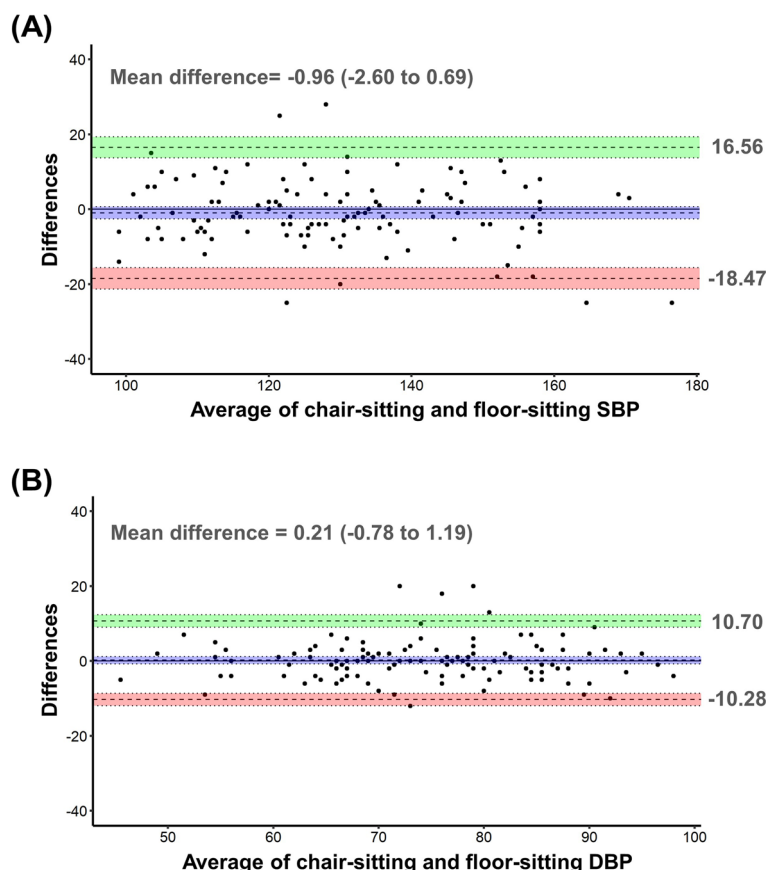 (A)
40
Mean difference= -0.96 (-2.60 to 0.69)
20
16.56
Differences
0
-18.47
-20
-40
100 120 140 160 180
Average of chair-sitting and floor-sitting SBP
(B)
40
Mean difference = 0.21 (-0.78 to 1.19)
20
10.70
Differences
0
-10.28
-20
-40
50 60 70 80 90 100
Average of chair-sitting and floor-sitting DBP